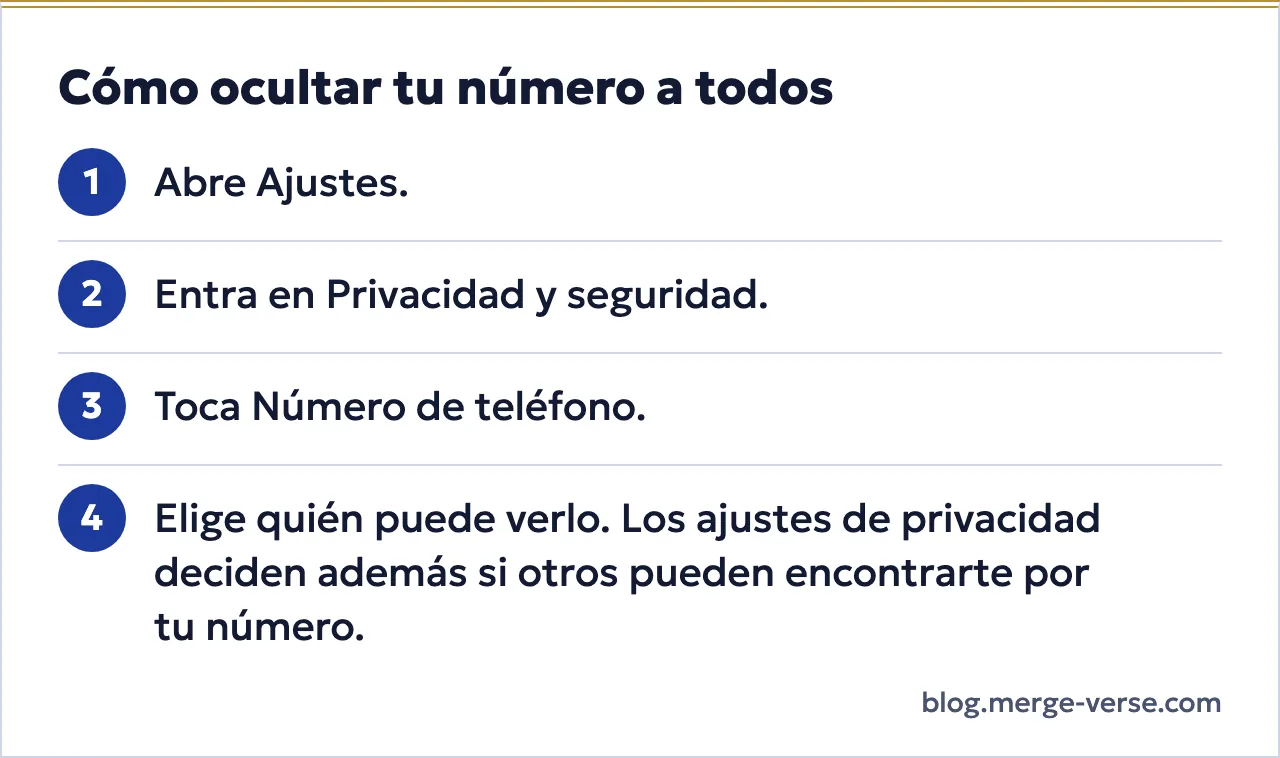 Cómo ocultar tu número a todos
1
Abre Ajustes.
2
Entra en Privacidad y seguridad.
3
Toca Número de teléfono.
4
Elige quién puede verlo. Los ajustes de privacidad
deciden además si otros pueden encontrarte por
tu número.
blog.merge-verse.com